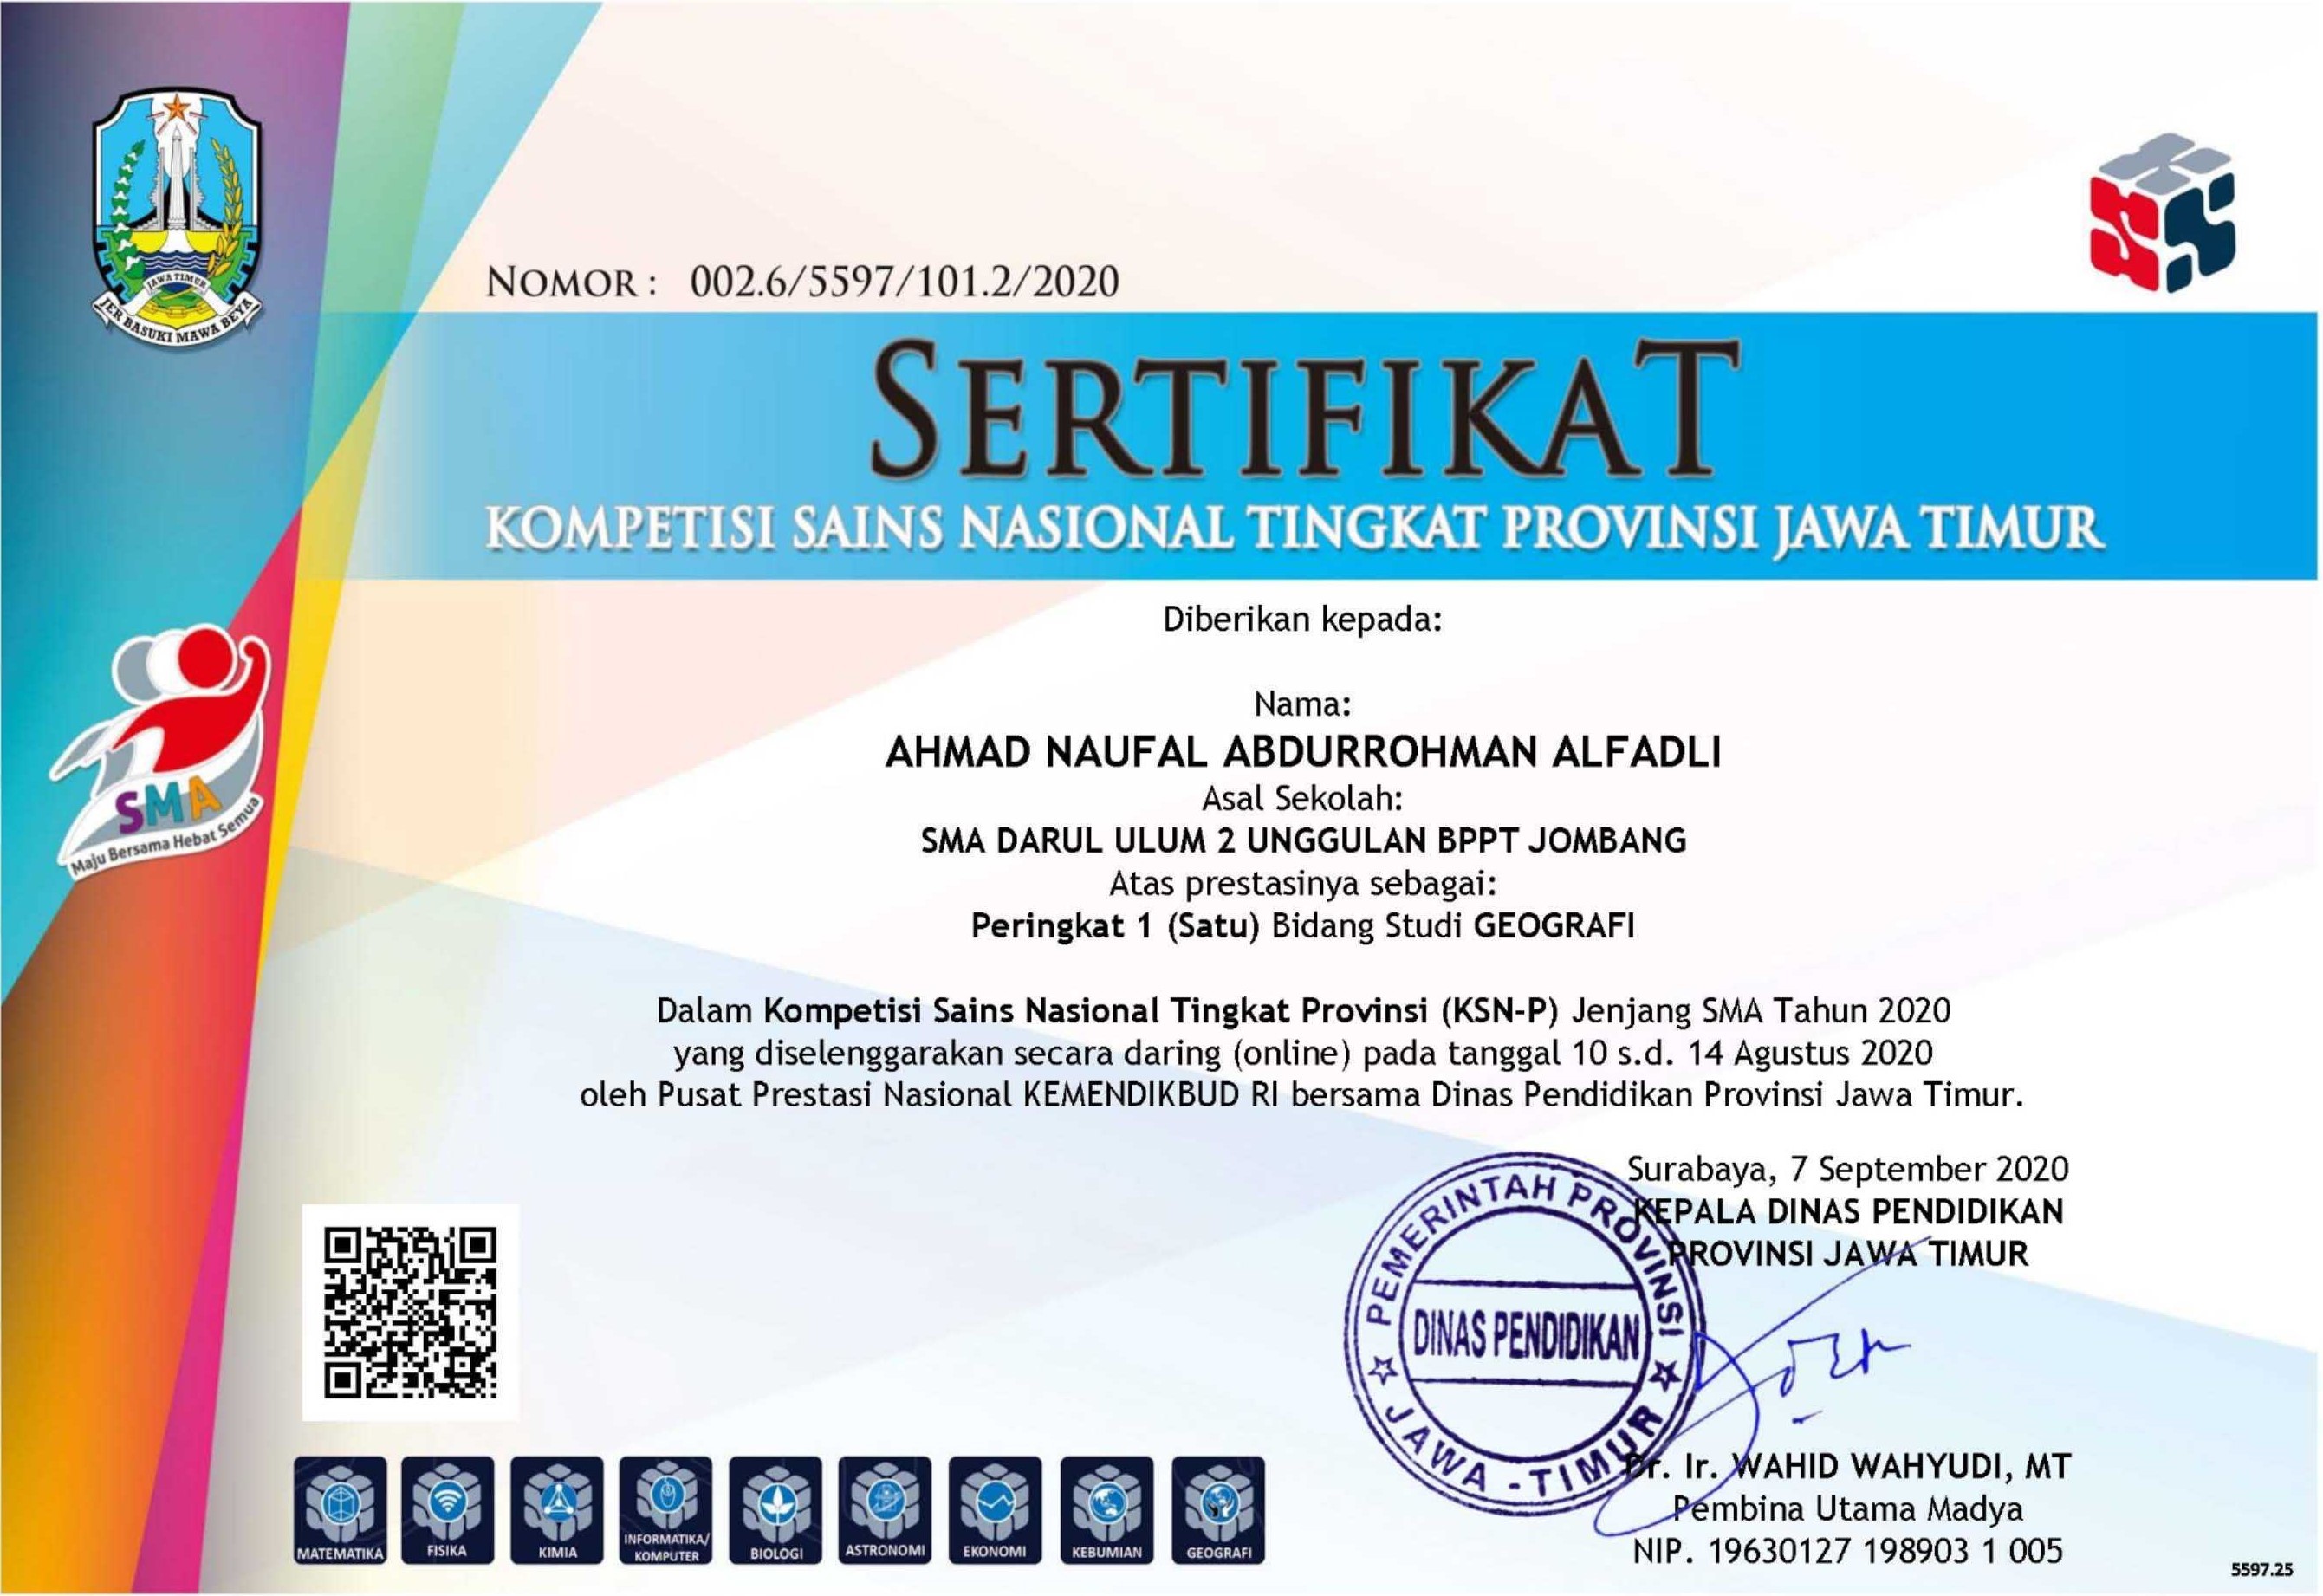 JAWA TIMUR
JER BASUKI MAWA BEYA
NOMOR : 002.6/5597/101.2/2020
SERTIFIKAT
KOMPETISI SAINS NASIONAL TINGKAT PROVINSI JAWA TIMUR
Diberikan kepada:
Nama:
AHMAD NAUFAL ABDURROHMAN ALFADLI
Asal Sekolah:
SMA DARUL ULUM 2 UNGGULAN BPPT JOMBANG
Atas prestasinya sebagai:
Peringkat 1 (Satu) Bidang Studi GEOGRAFI
SMA
Maju Bersama Hebat Semua
Dalam Kompetisi Sains Nasional Tingkat Provinsi (KSN-P) Jenjang SMA Tahun 2020
yang diselenggarakan secara daring (online) pada tanggal 10 s.d. 14 Agustus 2020
oleh Pusat Prestasi Nasional KEMENDIKBUD RI bersama Dinas Pendidikan Provinsi Jawa Timur.
Surabaya, 7 September 2020
KEPALA DINAS PENDIDIKAN
PROVINSI JAWA TIMUR
PEMERINTAH PROVINSI
DINAS PENDIDIKAN
JAWA - TIMUR
Dr. Ir. WAHID WAHYUDI, MT
Pembina Utama Madya
NIP. 19630127 198903 1 005
MATEMATIKA
FISIKA
KIMIA
INFORMATIKA/
KOMPUTER
BIOLOGI
ASTRONOMI
EKONOMI
KEBUMIAN
GEOGRAFI
5597.25